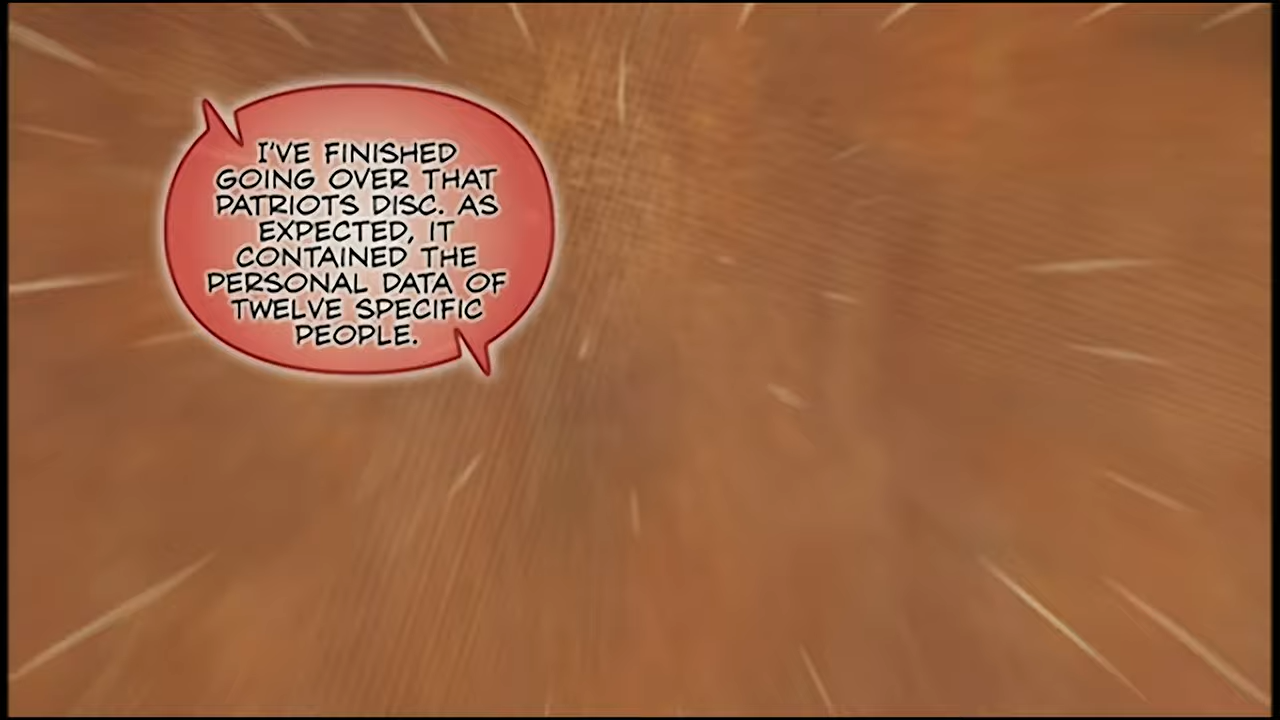 I'VE FINISHED
GOING OVER THAT
PATRIOTS DISC. AS
EXPECTED, IT
CONTAINED THE
PERSONAL DATA OF
TWELVE SPECIFIC
PEOPLE.